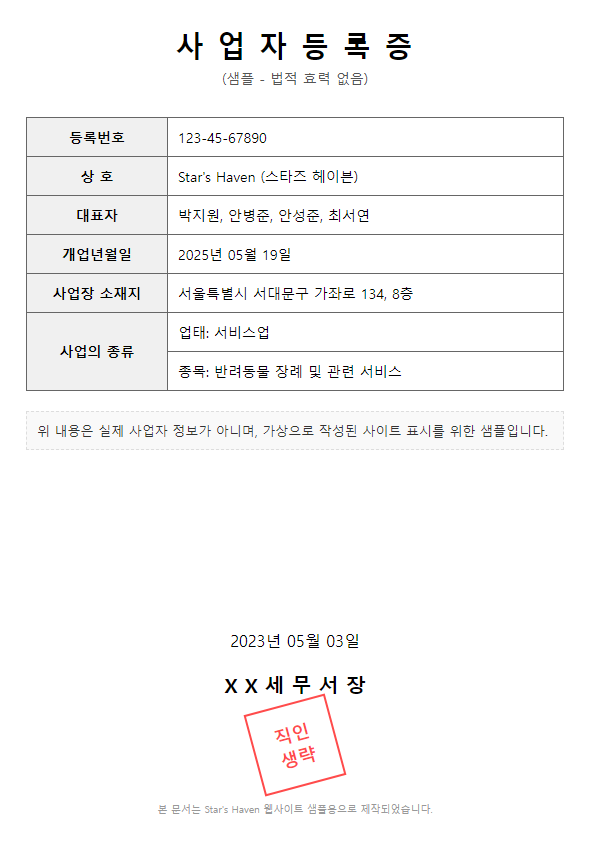 사 업 자 등 록 증
(샘플 - 법적 효력 없음)
등록번호 123-45-67890
상 호 Star's Haven (스타즈 헤이븐)
대표자 박지원, 안병준, 안성준, 최서연
개업년월일 2025년 05월 19일
사업장 소재지 서울특별시 서대문구 가좌로 134, 8층
사업의 종류 업태: 서비스업
종목: 반려동물 장례 및 관련 서비스
위 내용은 실제 사업자 정보가 아니며, 가상으로 작성된 사이트 표시를 위한 샘플입니다.
2023년 05월 03일
X X 세 무 서 장
직인
생략
본 문서는 Star's Haven 웹사이트 샘플용으로 제작되었습니다.